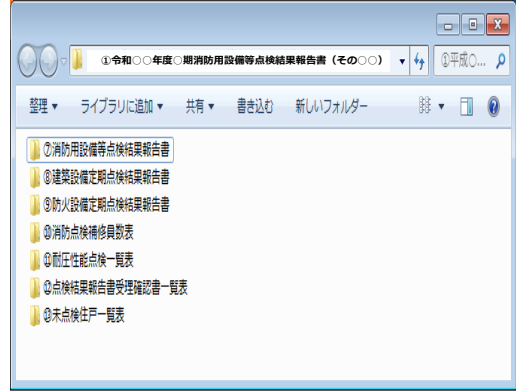 ①令和○○年度○期消防用設備等点検結果報告書（その○○）
①平成○...
整理 ライブラリに追加 共有 書き込む 新しいフォルダー
⑦消防用設備等点検結果報告書
⑧建築設備定期点検結果報告書
⑨防火設備定期点検結果報告書
⑩消防点検補修員数表
⑪耐圧性能点検一覧表
⑫点検結果報告書受理確認書一覧表
⑬未点検住戸一覧表